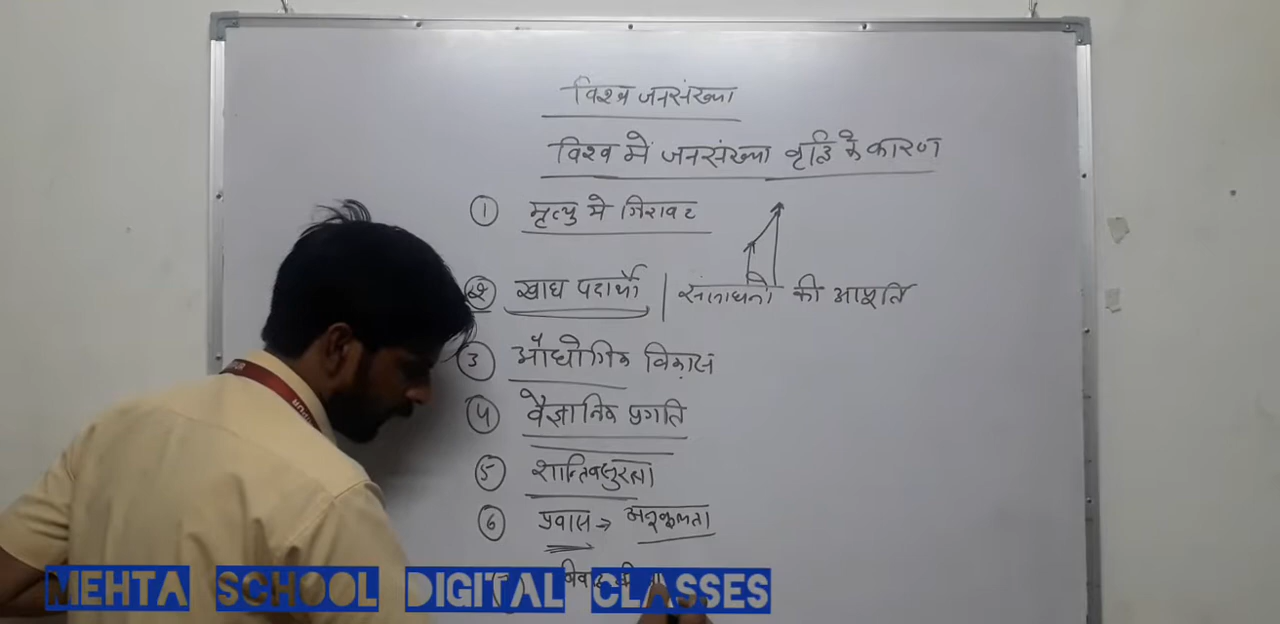 विश्व जनसंख्या
विश्व में जनसंख्या वृद्धि के कारण
① मृत्यु मे गिरावट
② खाद्य पदार्थो | संसाधनो की आपूर्ति
③ औद्योगिक विकास
④ वैज्ञानिक प्रगति
⑤ शान्ति व सुरक्षा
⑥ प्रवास → अनुकूलता
विवाह की
MEHTA SCHOOL DIGITAL CLASSES